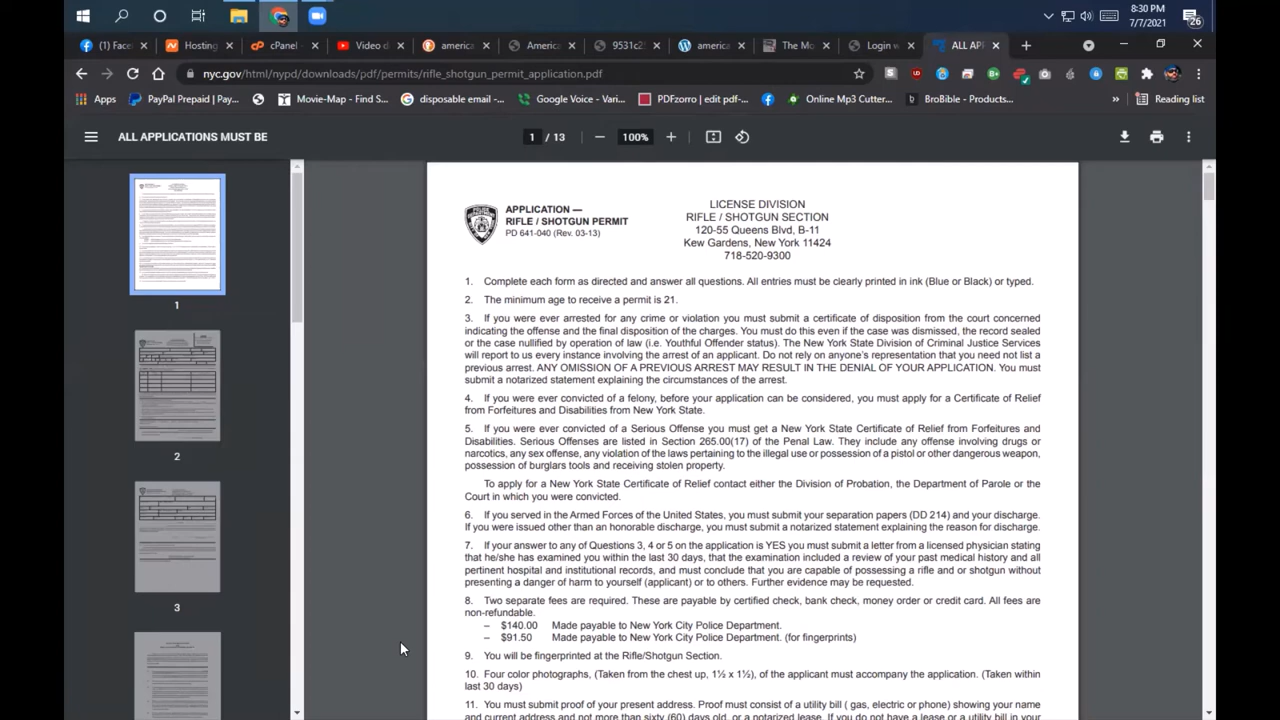 8:30 PM
7/7/2021
26
(1) Face
Hosting
cPanel -
Video d
america
America
9531c2
america
The Mo
Login w
ALL APP
nyc.gov/html/nypd/downloads/pdf/permits/rifle_shotgun_permit_application.pdf
Apps
PayPal Prepaid | Pay...
Movie-Map - Find S...
disposable email -...
Google Voice - Vari...
PDFzorro | edit pdf-...
Online Mp3 Cutter...
BroBible - Products...
»
Reading list
ALL APPLICATIONS MUST BE
1 / 13
100%
1
2
3
APPLICATION —
RIFLE / SHOTGUN PERMIT
PD 641-040 (Rev. 03-13)
LICENSE DIVISION
RIFLE / SHOTGUN SECTION
120-55 Queens Blvd, B-11
Kew Gardens, New York 11424
718-520-9300
1. Complete each form as directed and answer all questions. All entries must be clearly printed in ink (Blue or Black) or typed.
2. The minimum age to receive a permit is 21.
3. If you were ever arrested for any crime or violation you must submit a certificate of disposition from the court concerned
indicating the offense and the final disposition of the charges. You must do this even if the case was dismissed, the record sealed
or the case nullified by operation of law (i.e. Youthful Offender status). The New York State Division of Criminal Justice Services
will report to us every inspence involving the arrest of an applicant. Do not rely on anyone's representation that you need not list a
previous arrest. ANY OMISSION OF A PREVIOUS ARREST MAY RESULT IN THE DENIAL OF YOUR APPLICATION. You must
submit a notarized statement explaining the circumstances of the arrest.
4. If you were ever convicted of a felony, before your application can be considered, you must apply for a Certificate of Relief
from Forfeitures and Disabilities from New York State.
5. If you were ever convicted of a Serious Offense you must get a New York State Certificate of Relief from Forfeitures and
Disabilities. Serious Offenses are listed in Section 265.00(17) of the Penal Law. They include any offense involving drugs or
narcotics, any sex offense, any violation of the laws pertaining to the illegal use or possession of a pistol or other dangerous weapon,
possession of burglars tools and receiving stolen property.
To apply for a New York State Certificate of Relief contact either the Division of Probation, the Department of Parole or the
Court in which you were convicted.
6. If you served in the Armed Forces of the United States, you must submit your separation papers (DD 214) and your discharge.
If you were issued other than an honorable discharge, you must submit a notarized statement explaining the reason for discharge.
7. If your answer to any of Questions 3, 4 or 5 on the application is YES you must submit a letter from a licensed physician stating
that he/she has examined you within the last 30 days, that the examination included a review of your past medical history and all
pertinent hospital and institutional records, and must conclude that you are capable of possessing a rifle and or shotgun without
presenting a danger of harm to yourself (applicant) or to others. Further evidence may be requested.
8. Two separate fees are required. These are payable by certified check, bank check, money order or credit card. All fees are
non-refundable.
– $140.00 Made payable to New York City Police Department.
– $91.50 Made payable to New York City Police Department. (for fingerprints)
9. You will be fingerprinted at the Rifle/Shotgun Section.
10. Four color photographs, (Taken from the chest up, 1½ x 1½), of the applicant must accompany the application. (Taken within
last 30 days)
11. You must submit proof of your present address. Proof must consist of a utility bill ( gas, electric or phone) showing your name
and current address and not more than sixty (60) days old, or a notarized lease. If you do not have a lease or a utility bill in your